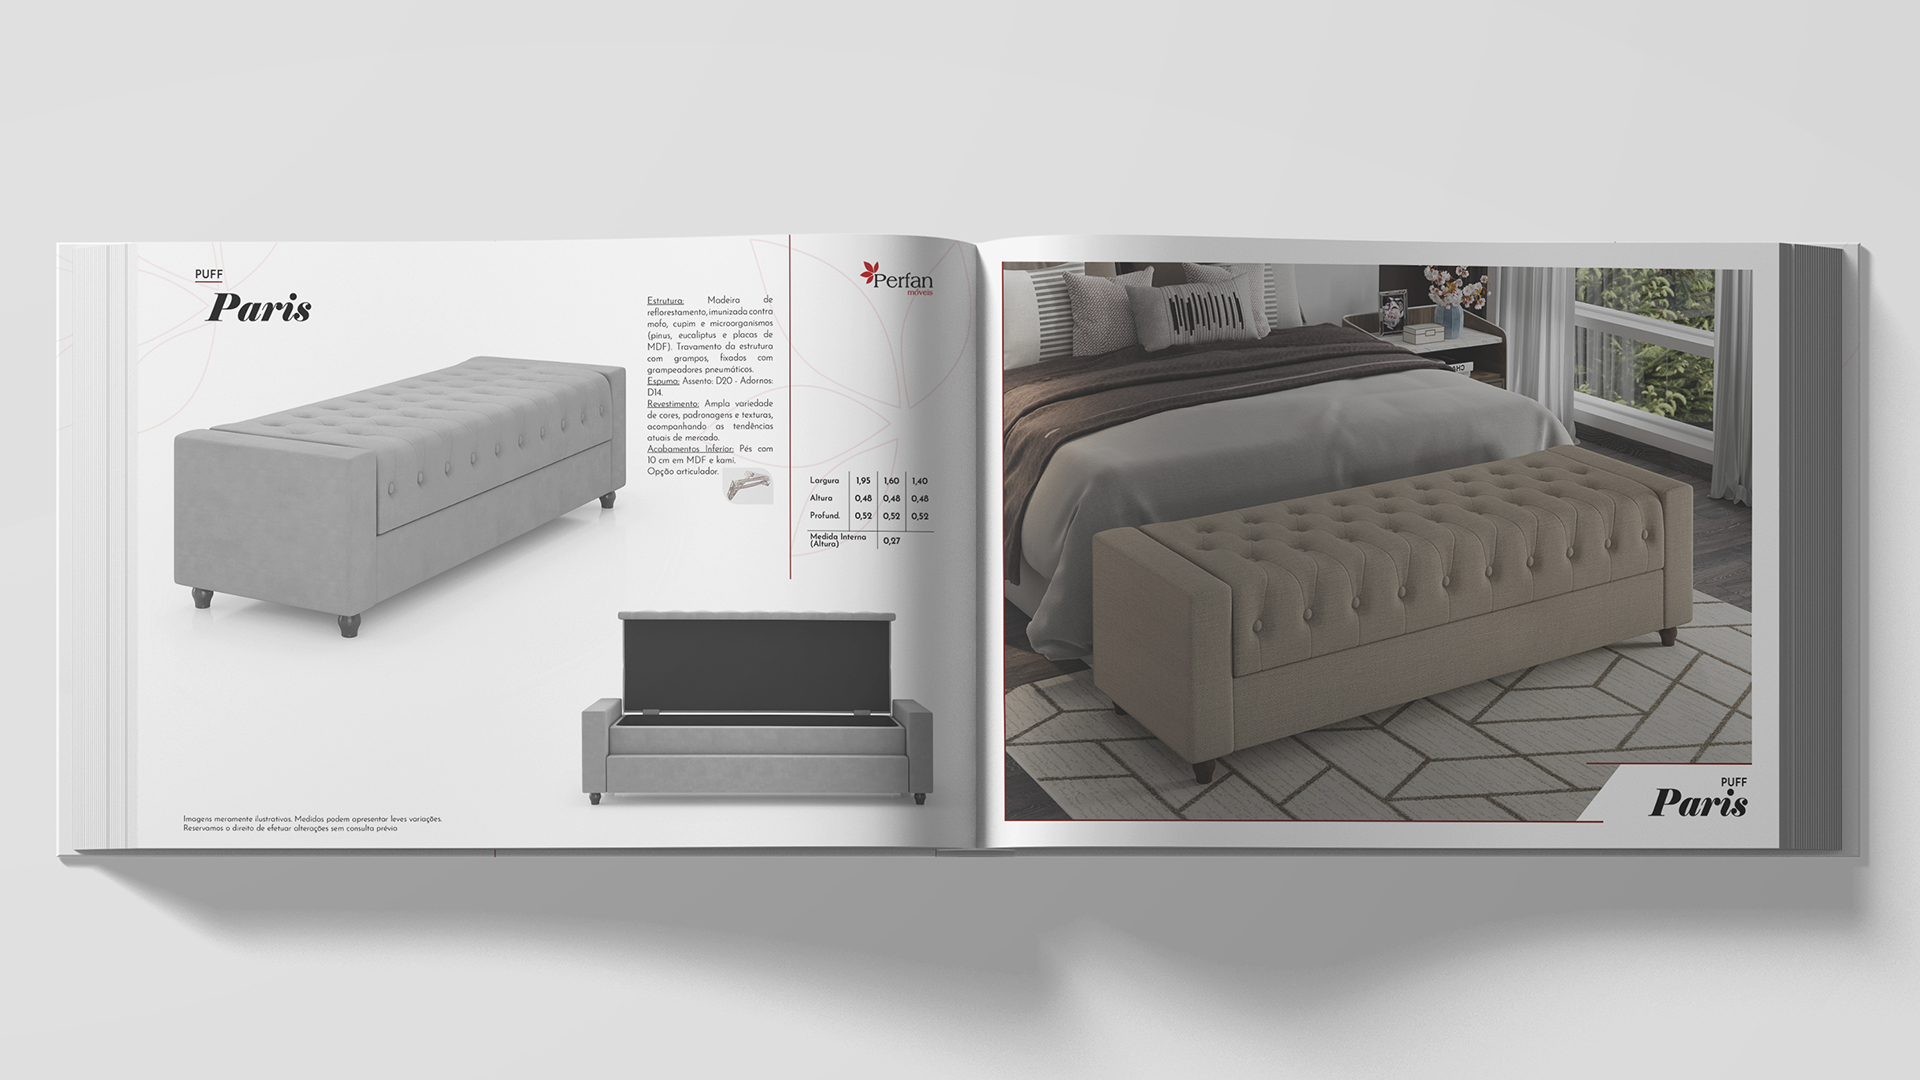 PUFF
Paris
Estrutura: Madeira de
reflorestamento, imunizada contra
mofo, cupim e microorganismos
(pinus, eucaliptus e placas de
MDF). Travamento da estrutura
com grampos, fixados com
grampeadores pneumáticos.
Espuma: Assento: D20 - Adornos:
D14.
Revestimento: Ampla variedade
de cores, padronagens e texturas,
acompanhando as tendências
atuais de mercado.
Acabamentos Inferior: Pés com
10 cm em MDF e kami.
Opção articulador.
Perfan
móveis
Largura 1,95 1,60 1,40
Altura 0,48 0,48 0,48
Profund. 0,52 0,52 0,52
Medida Interna
(Altura) 0,27
Imagens meramente ilustrativas. Medidas podem apresentar leves variações.
Reservamos o direito de efetuar alterações sem consulta prévia
PUFF
Paris